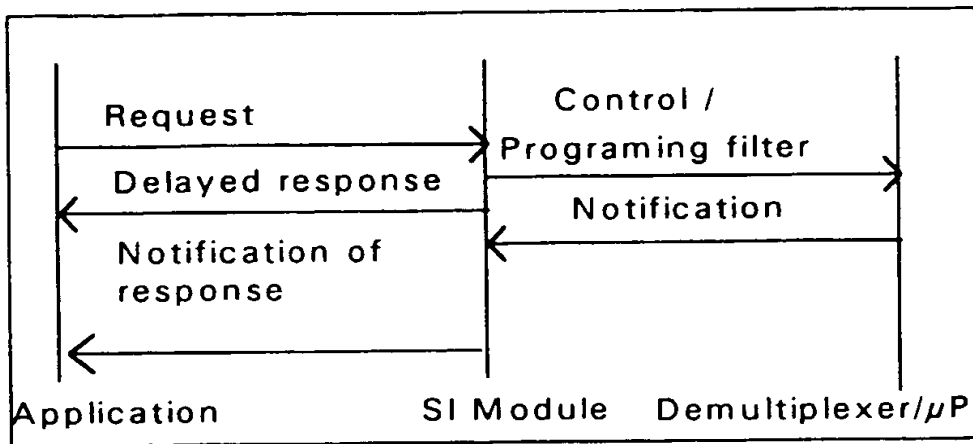 Request
Control /
Programing filter
Delayed response
Notification
Notification of
response
Application
SI Module
Demultiplexer/µP